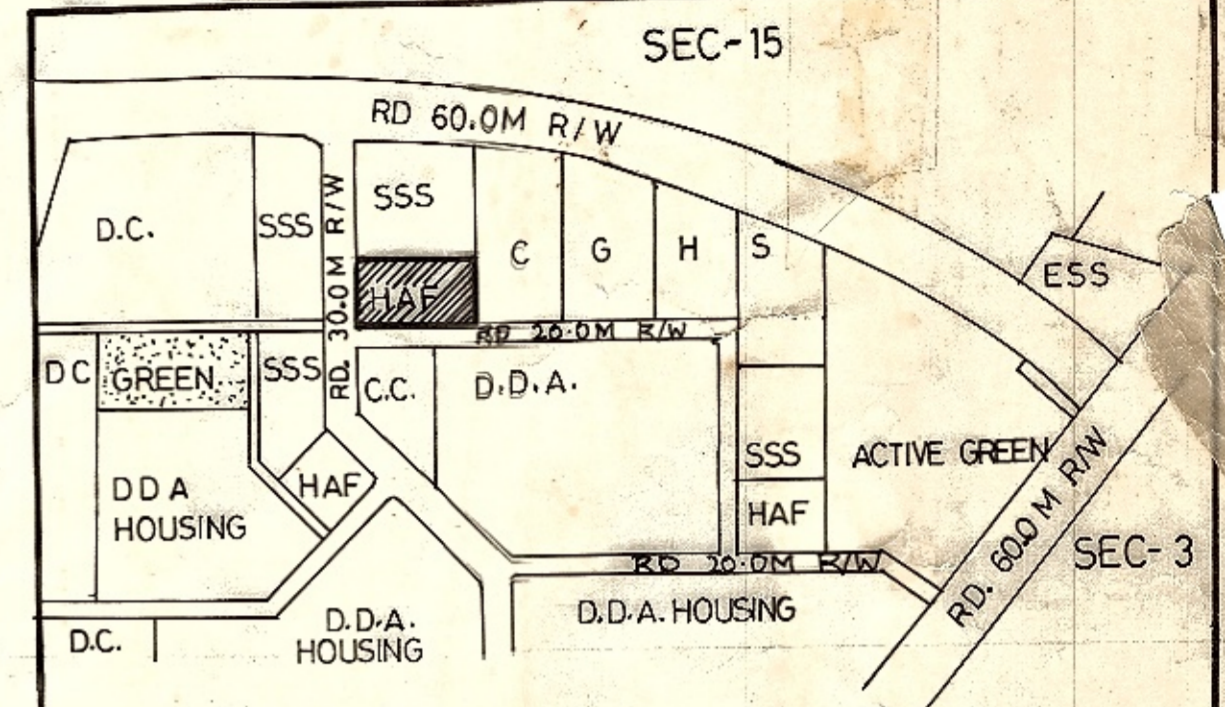 SEC-15
RD 60.0M R/W
D.C.
SSS
RD. 30.0 M R/W
SSS
HAF
C G H S
ESS
RD 20.0M R/W
DC
GREEN
SSS
C.C.
D.D.A.
DDA
HOUSING
HAF
SSS
HAF
ACTIVE GREEN
RD. 60.0 M R/W
SEC-3
RD 20.0M R/W
D.C.
D.D.A.
HOUSING
D.D.A. HOUSING